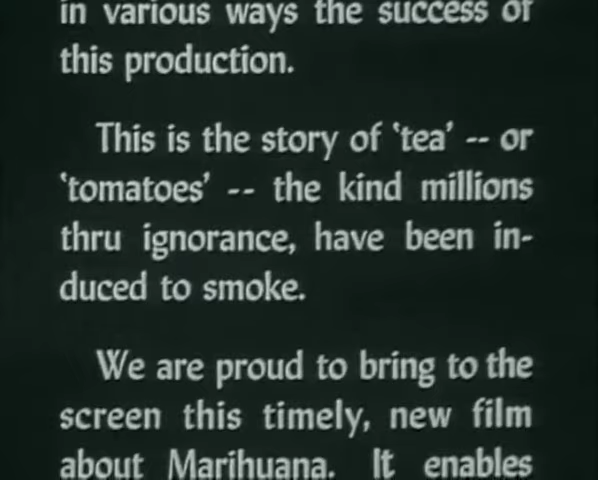 in various ways the success of
this production.
This is the story of ‘tea’ -- or
‘tomatoes’ -- the kind millions
thru ignorance, have been in-
duced to smoke.
We are proud to bring to the
screen this timely, new film
about Marihuana. It enables